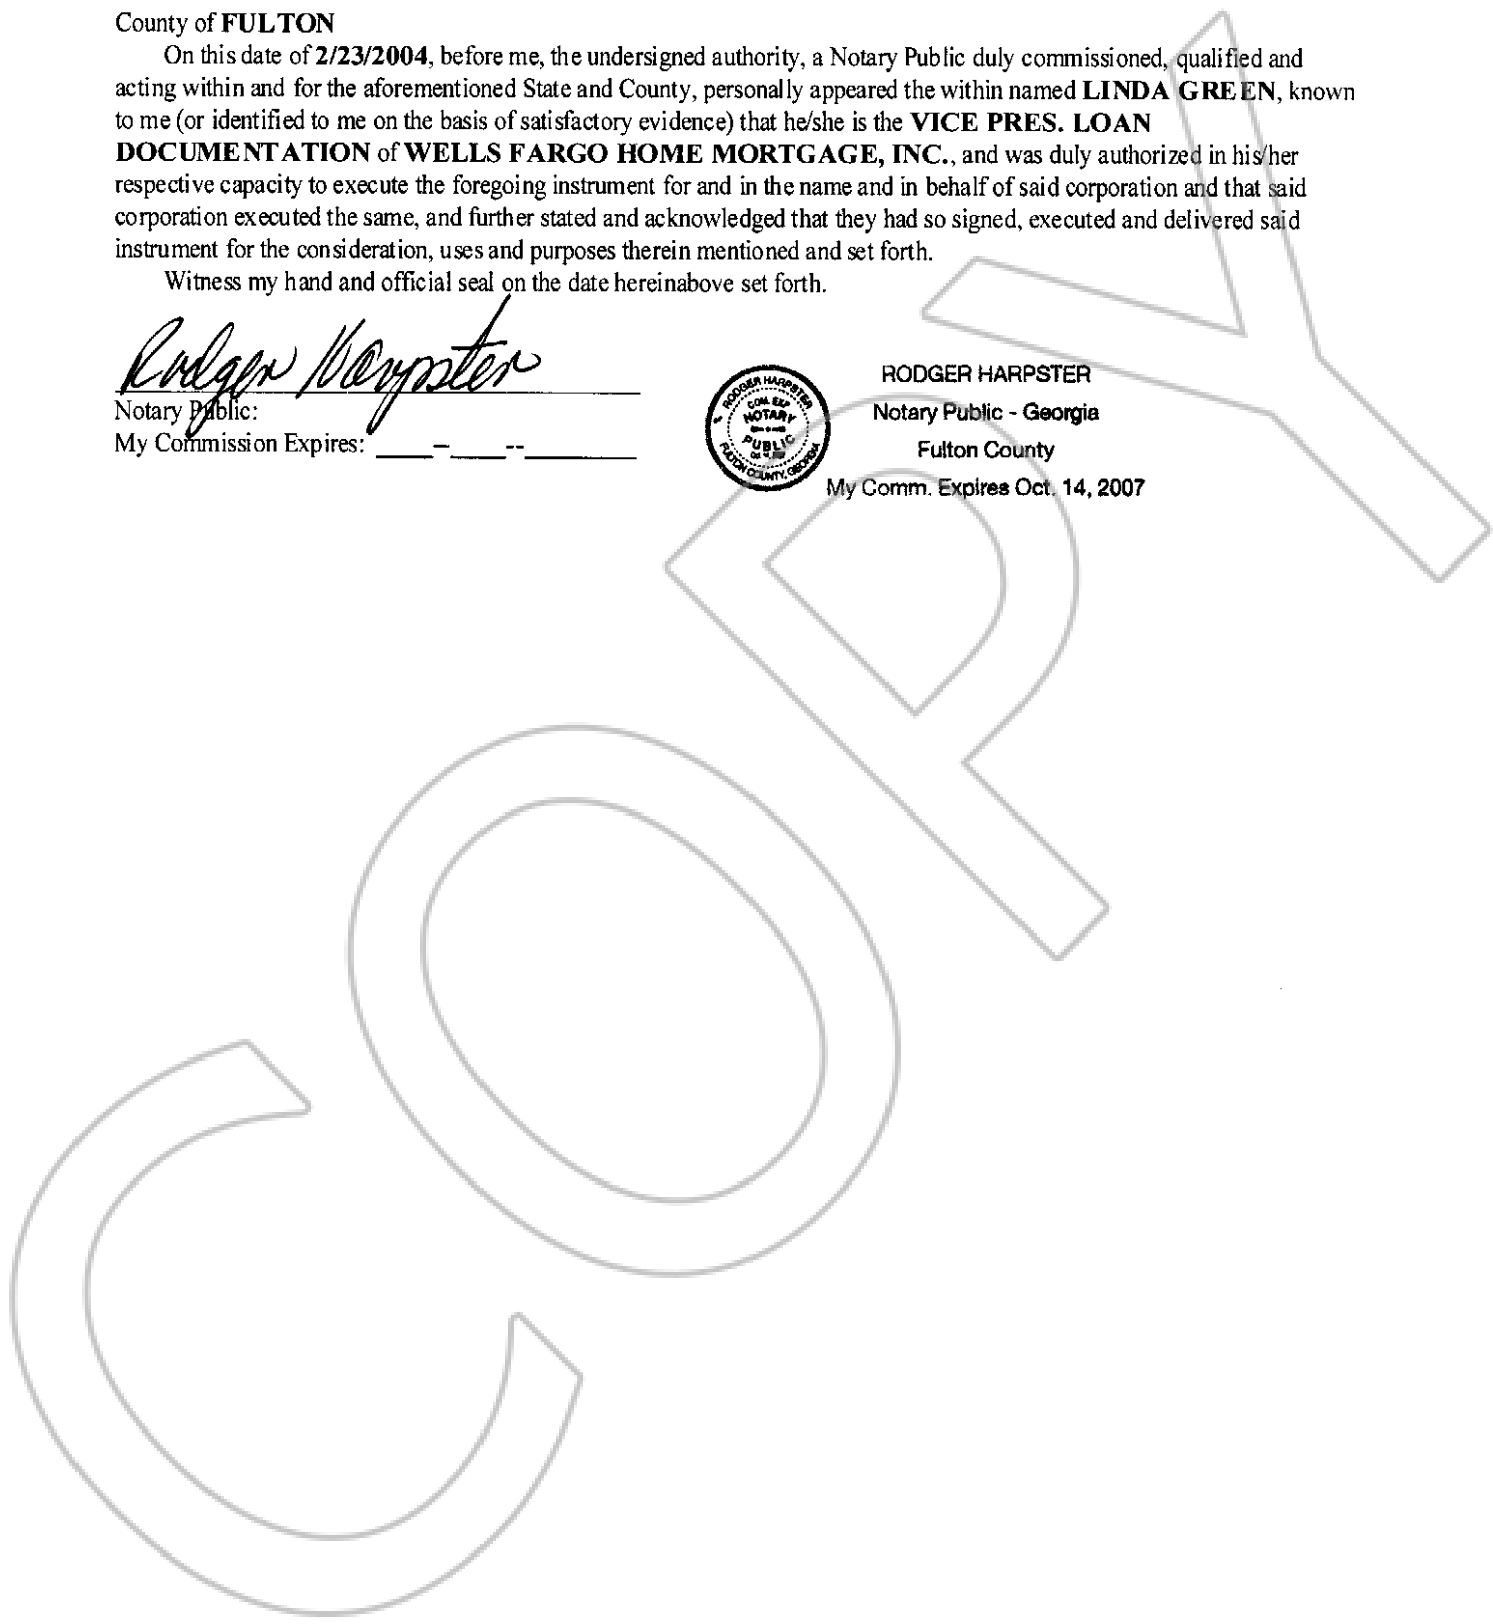 County of FULTON
On this date of 2/23/2004, before me, the undersigned authority, a Notary Public duly commissioned, qualified and
acting within and for the aforementioned State and County, personally appeared the within named LINDA GREEN, known
to me (or identified to me on the basis of satisfactory evidence) that he/she is the VICE PRES. LOAN
DOCUMENTATION of WELLS FARGO HOME MORTGAGE, INC., and was duly authorized in his/her
respective capacity to execute the foregoing instrument for and in the name and in behalf of said corporation and that said
corporation executed the same, and further stated and acknowledged that they had so signed, executed and delivered said
instrument for the consideration, uses and purposes therein mentioned and set forth.
Witness my hand and official seal on the date hereinabove set forth.
Rodger Harpster
Notary Public:
My Commission Expires: ____-____--________
RODGER HARPSTER
COM. EXP.
NOTARY
PUBLIC
FULTON COUNTY, GEORGIA
RODGER HARPSTER
Notary Public - Georgia
Fulton County
My Comm. Expires Oct. 14, 2007
COPY